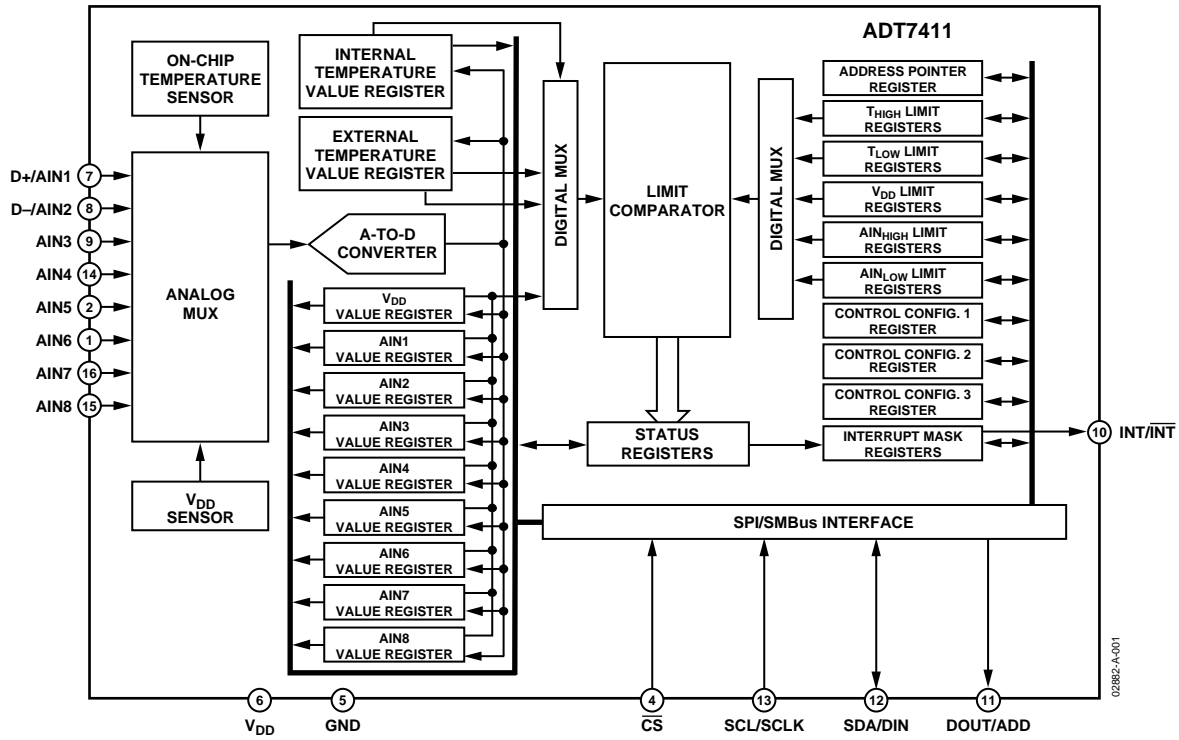 ADT7411
ON-CHIP
TEMPERATURE
SENSOR
INTERNAL
TEMPERATURE
VALUE REGISTER
EXTERNAL
TEMPERATURE
VALUE REGISTER
D+/AIN1
7
D–/AIN2
8
AIN3
9
AIN4
14
AIN5
2
AIN6
1
AIN7
16
AIN8
15
ANALOG
MUX
A-TO-D
CONVERTER
VDD
SENSOR
VDD
VALUE REGISTER
AIN1
VALUE REGISTER
AIN2
VALUE REGISTER
AIN3
VALUE REGISTER
AIN4
VALUE REGISTER
AIN5
VALUE REGISTER
AIN6
VALUE REGISTER
AIN7
VALUE REGISTER
AIN8
VALUE REGISTER
DIGITAL MUX
LIMIT
COMPARATOR
DIGITAL MUX
ADDRESS POINTER
REGISTER
THIGH LIMIT
REGISTERS
TLOW LIMIT
REGISTERS
VDD LIMIT
REGISTERS
AINHIGH LIMIT
REGISTERS
AINLOW LIMIT
REGISTERS
CONTROL CONFIG. 1
REGISTER
CONTROL CONFIG. 2
REGISTER
CONTROL CONFIG. 3
REGISTER
STATUS
REGISTERS
INTERRUPT MASK
REGISTERS
10
INT/INT
SPI/SMBus INTERFACE
6
VDD
5
GND
4
CS
13
SCL/SCLK
12
SDA/DIN
11
DOUT/ADD
02882-A-001